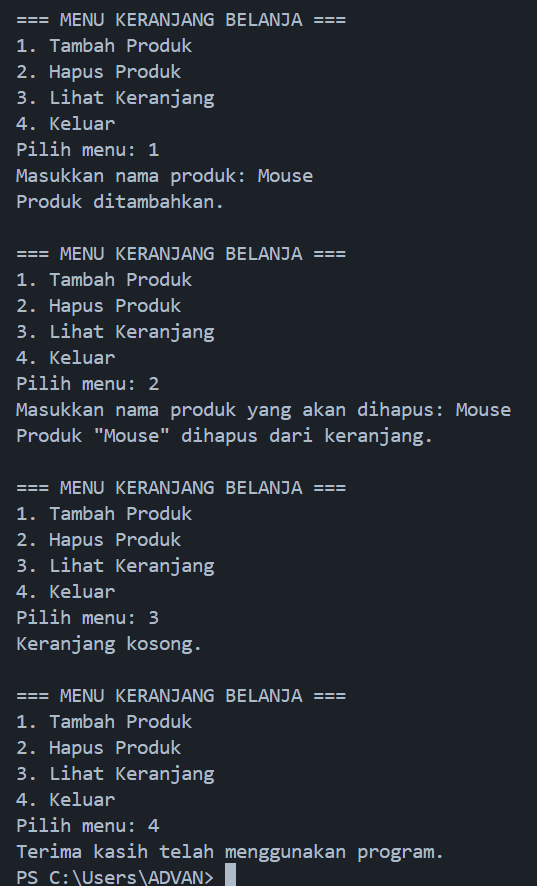 === MENU KERANJANG BELANJA ===
1. Tambah Produk
2. Hapus Produk
3. Lihat Keranjang
4. Keluar
Pilih menu: 1
Masukkan nama produk: Mouse
Produk ditambahkan.

=== MENU KERANJANG BELANJA ===
1. Tambah Produk
2. Hapus Produk
3. Lihat Keranjang
4. Keluar
Pilih menu: 2
Masukkan nama produk yang akan dihapus: Mouse
Produk "Mouse" dihapus dari keranjang.

=== MENU KERANJANG BELANJA ===
1. Tambah Produk
2. Hapus Produk
3. Lihat Keranjang
4. Keluar
Pilih menu: 3
Keranjang kosong.

=== MENU KERANJANG BELANJA ===
1. Tambah Produk
2. Hapus Produk
3. Lihat Keranjang
4. Keluar
Pilih menu: 4
Terima kasih telah menggunakan program.
PS C:\Users\ADVAN>